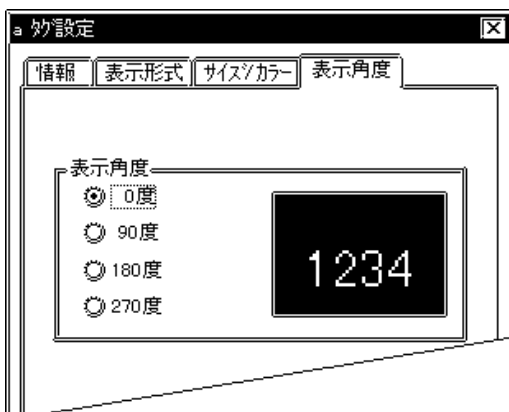 a ﾀｸﾞ設定
情報 表示形式 ｻｲｽﾞ/ｶﾗｰ 表示角度
表示角度
0度
90度
180度
270度
1234